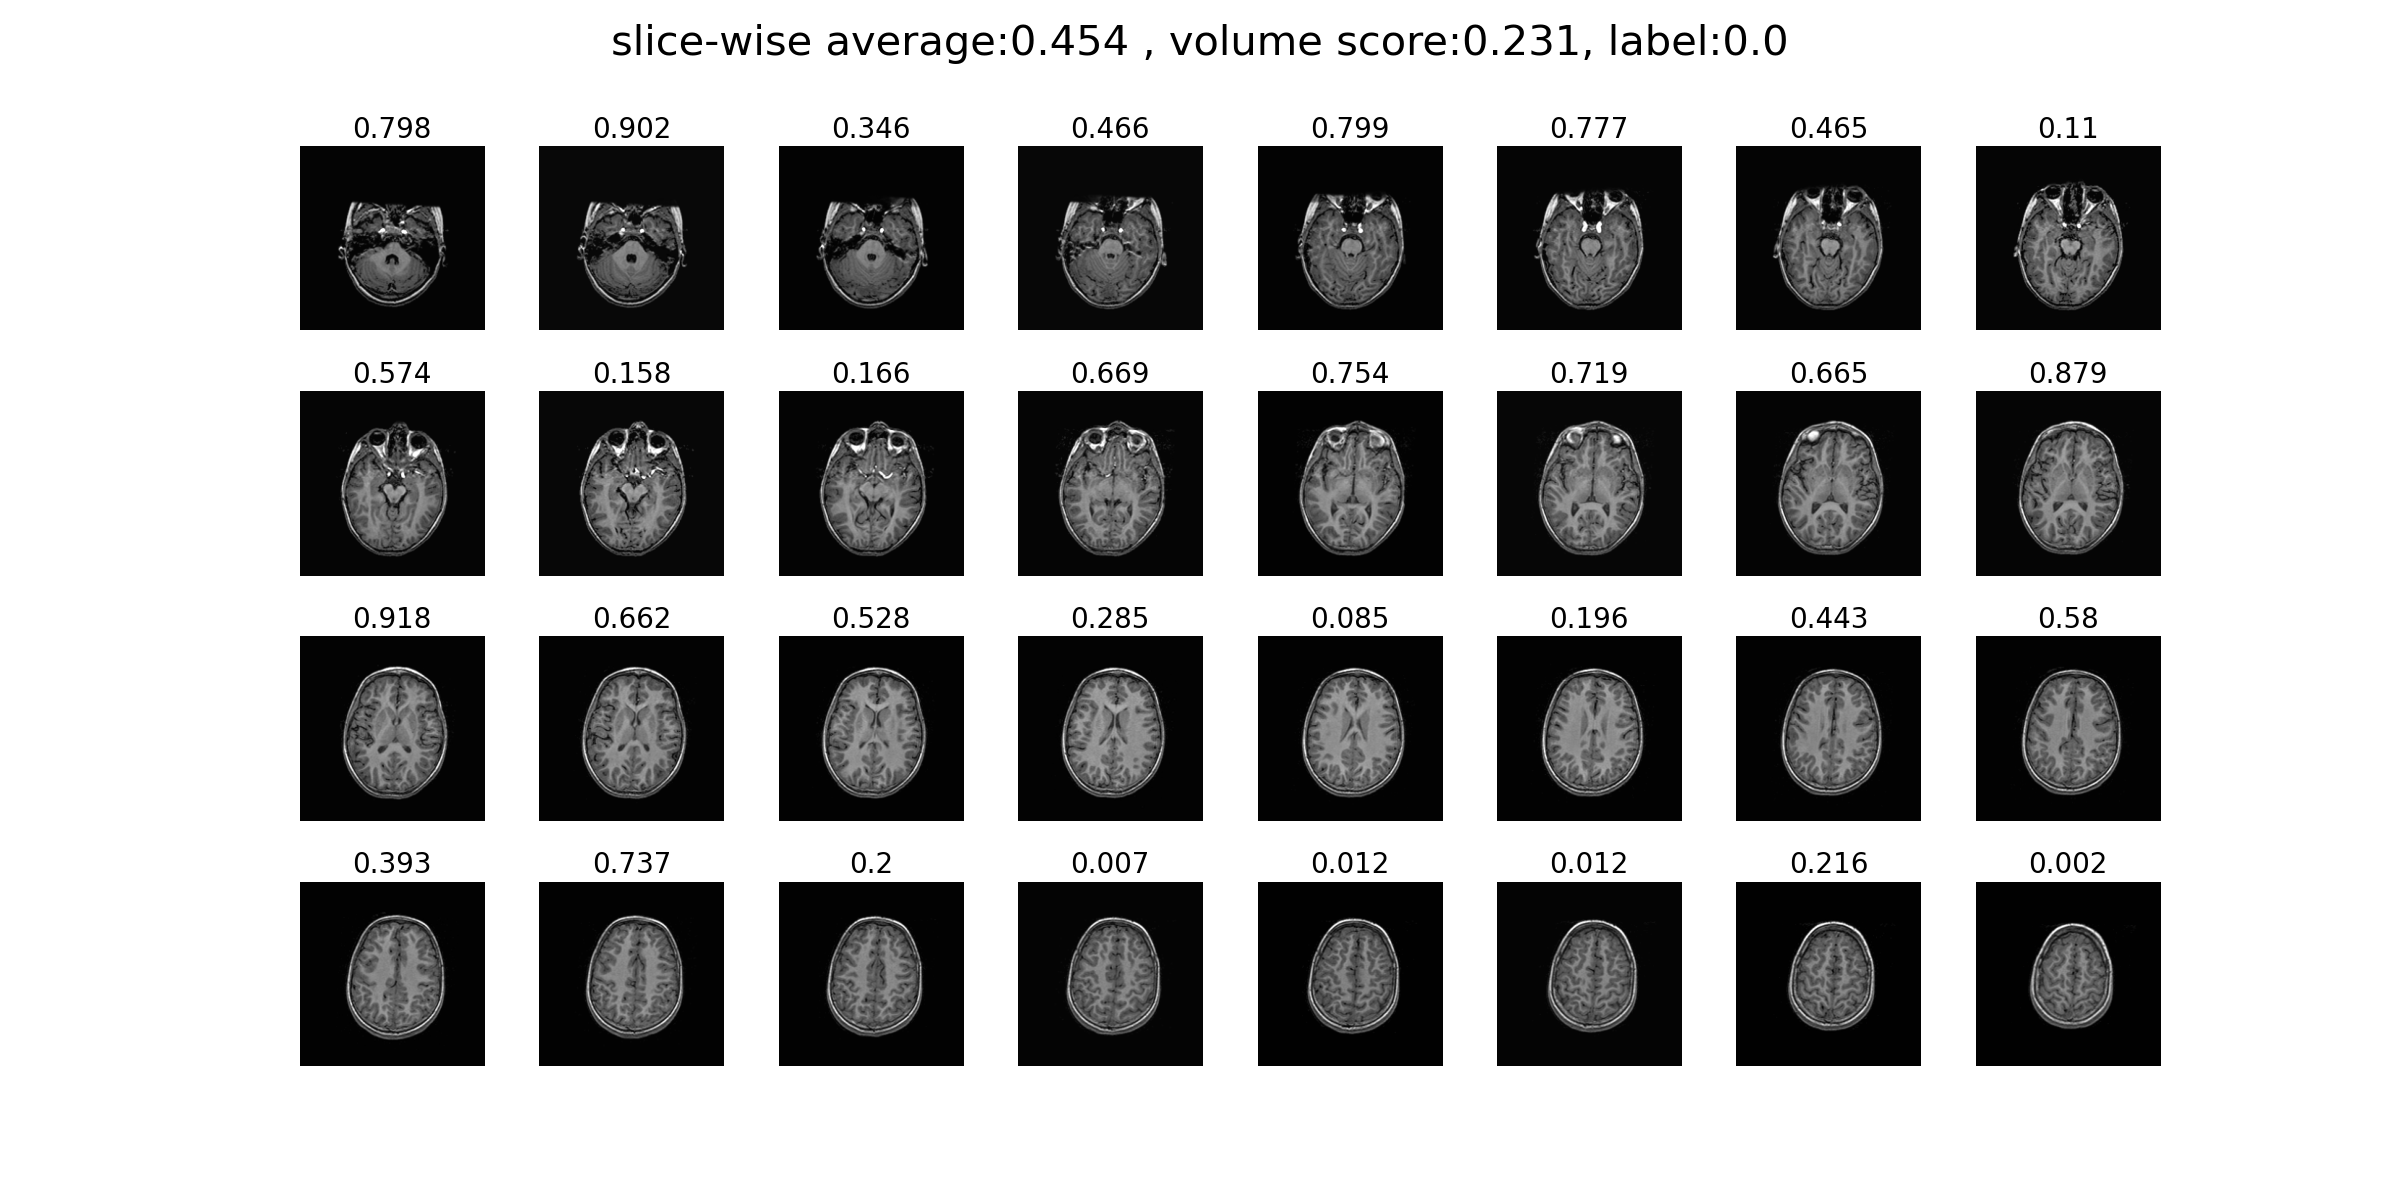 slice-wise average:0.454 , volume score:0.231, label:0.0
0.798 0.902 0.346 0.466 0.799 0.777 0.465 0.11
0.574 0.158 0.166 0.669 0.754 0.719 0.665 0.879
0.918 0.662 0.528 0.285 0.085 0.196 0.443 0.58
0.393 0.737 0.2 0.007 0.012 0.012 0.216 0.002